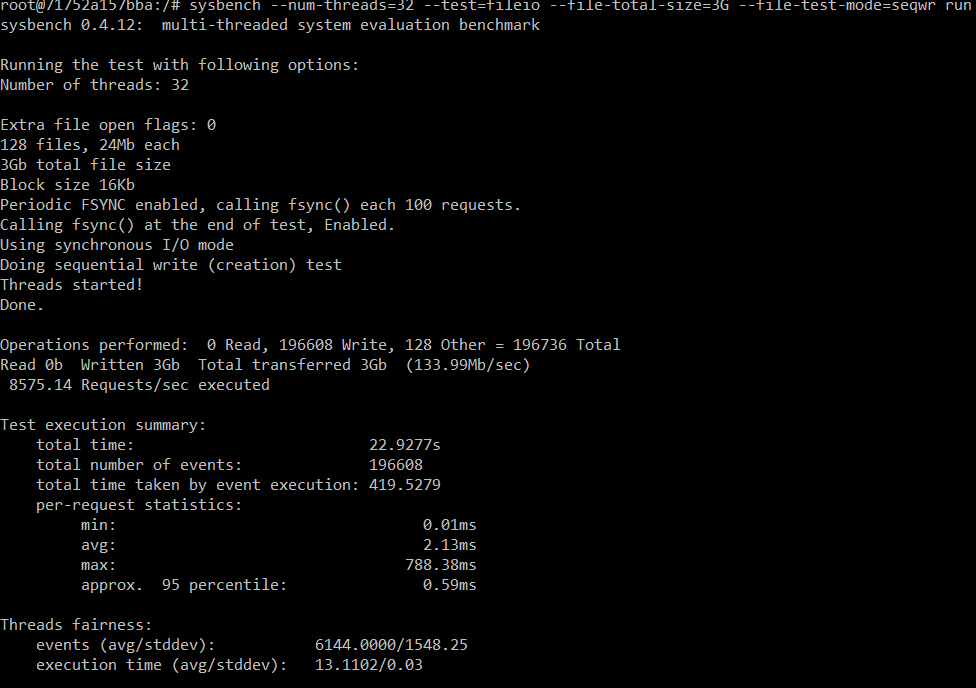 root@71752a157bba:/# sysbench --num-threads=32 --test=fileio --file-total-size=3G --file-test-mode=seqwr run
sysbench 0.4.12:  multi-threaded system evaluation benchmark
Running the test with following options:
Number of threads: 32
Extra file open flags: 0
128 files, 24Mb each
3Gb total file size
Block size 16Kb
Periodic FSYNC enabled, calling fsync() each 100 requests.
Calling fsync() at the end of test, Enabled.
Using synchronous I/O mode
Doing sequential write (creation) test
Threads started!
Done.
Operations performed:  0 Read, 196608 Write, 128 Other = 196736 Total
Read 0b  Written 3Gb  Total transferred 3Gb  (133.99Mb/sec)
 8575.14 Requests/sec executed
Test execution summary:
    total time:                          22.9277s
    total number of events:              196608
    total time taken by event execution: 419.5279
    per-request statistics:
         min:                                  0.01ms
         avg:                                  2.13ms
         max:                                788.38ms
         approx.  95 percentile:               0.59ms
Threads fairness:
    events (avg/stddev):           6144.0000/1548.25
    execution time (avg/stddev):   13.1102/0.03